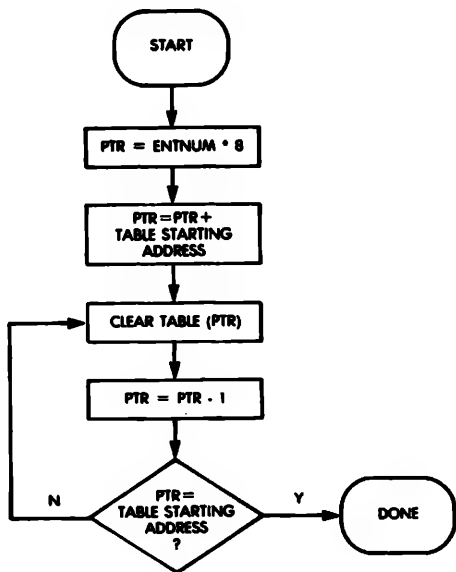 START
PTR = ENTNUM * 8
PTR=PTR+
TABLE STARTING
ADDRESS
CLEAR TABLE (PTR)
PTR = PTR - 1
PTR=
TABLE STARTING
ADDRESS
?
N
Y
DONE